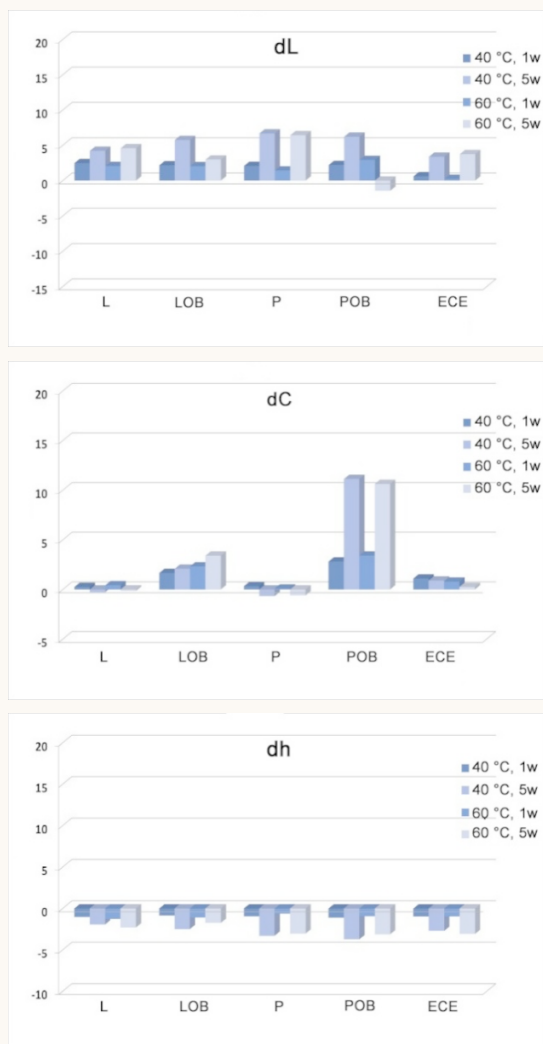 dL
20
15
10
5
0
-5
-10
-15
40 °C, 1w
40 °C, 5w
60 °C, 1w
60 °C, 5w
L LOB P POB ECE
dC
20
15
10
5
0
-5
40 °C, 1w
40 °C, 5w
60 °C, 1w
60 °C, 5w
L LOB P POB ECE
dh
20
15
10
5
0
-5
-10
40 °C, 1w
40 °C, 5w
60 °C, 1w
60 °C, 5w
L LOB P POB ECE